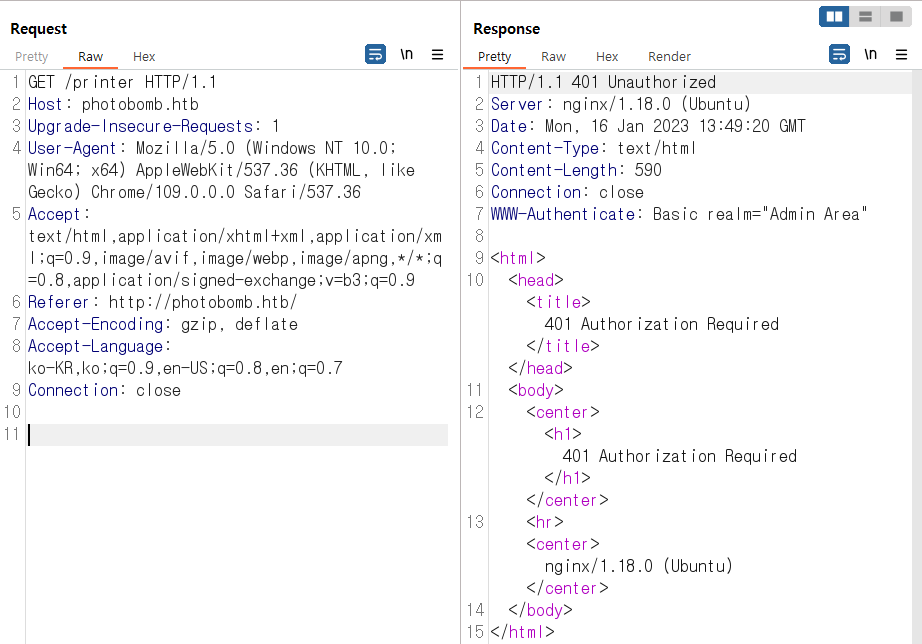 Request
Pretty Raw Hex \n
1 GET /printer HTTP/1.1
2 Host: photobomb.htb
3 Upgrade-Insecure-Requests: 1
4 User-Agent: Mozilla/5.0 (Windows NT 10.0;
Win64; x64) AppleWebKit/537.36 (KHTML, like
Gecko) Chrome/109.0.0.0 Safari/537.36
5 Accept:
text/html,application/xhtml+xml,application/xm
l;q=0.9,image/avif,image/webp,image/apng,*/*;q
=0.8,application/signed-exchange;v=b3;q=0.9
6 Referer: http://photobomb.htb/
7 Accept-Encoding: gzip, deflate
8 Accept-Language:
ko-KR,ko;q=0.9,en-US;q=0.8,en;q=0.7
9 Connection: close
10
11
Response
Pretty Raw Hex Render \n
1 HTTP/1.1 401 Unauthorized
2 Server: nginx/1.18.0 (Ubuntu)
3 Date: Mon, 16 Jan 2023 13:49:20 GMT
4 Content-Type: text/html
5 Content-Length: 590
6 Connection: close
7 WWW-Authenticate: Basic realm="Admin Area"
8
9 <html>
10 <head>
<title>
401 Authorization Required
</title>
</head>
11 <body>
12 <center>
<h1>
401 Authorization Required
</h1>
</center>
13 <hr>
<center>
nginx/1.18.0 (Ubuntu)
</center>
14 </body>
15 </html>